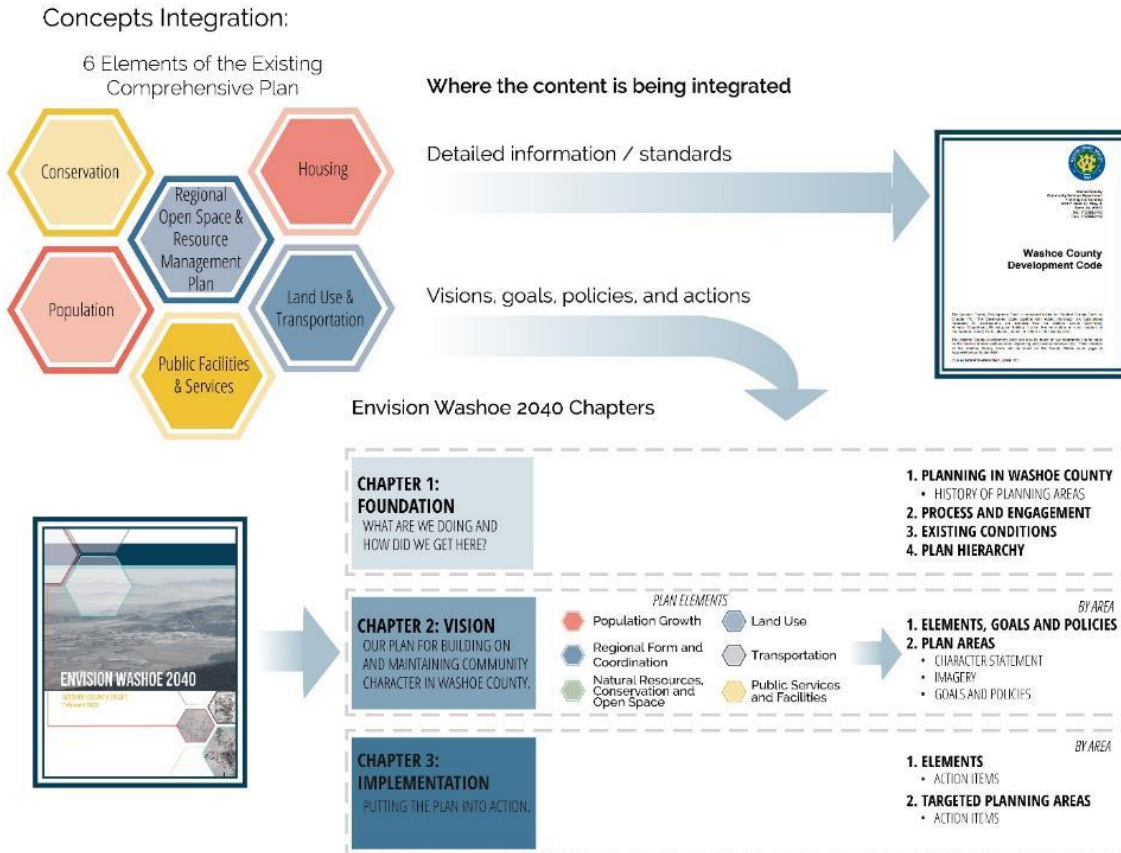 Concepts Integration:
6 Elements of the Existing
Comprehensive Plan
Conservation
Housing
Regional
Open Space &
Resource
Management
Plan
Population
Land Use &
Transportation
Public Facilities
& Services
Where the content is being integrated
Detailed information / standards
Visions, goals, policies, and actions
Washoe County
Development Code
Envision Washoe 2040 Chapters
ENVISION WASHOE 2040
CHAPTER 1:
FOUNDATION
WHAT ARE WE DOING AND
HOW DID WE GET HERE?
1. PLANNING IN WASHOE COUNTY
• HISTORY OF PLANNING AREAS
2. PROCESS AND ENGAGEMENT
3. EXISTING CONDITIONS
4. PLAN HIERARCHY
CHAPTER 2: VISION
OUR PLAN FOR BUILDING ON
AND MAINTAINING COMMUNITY
CHARACTER IN WASHOE COUNTY.
PLAN ELEMENTS
Population Growth
Regional Form and
Coordination
Natural Resources,
Conservation and
Open Space
Land Use
Transportation
Public Services
and Facilities
BY AREA
1. ELEMENTS, GOALS AND POLICIES
2. PLAN AREAS
• CHARACTER STATEMENT
• IMAGERY
• GOALS AND POLICIES
CHAPTER 3:
IMPLEMENTATION
PUTTING THE PLAN INTO ACTION.
BY AREA
1. ELEMENTS
• ACTION ITEMS
2. TARGETED PLANNING AREAS
• ACTION ITEMS